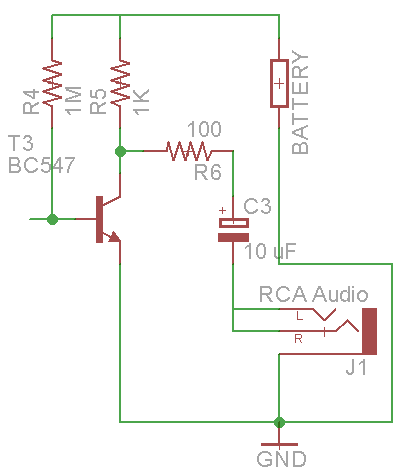 R4
1M
R5
1K
BATTERY
+
100
R6
T3
BC547
+
C3
10 uF
RCA Audio
L
R
J1
GND